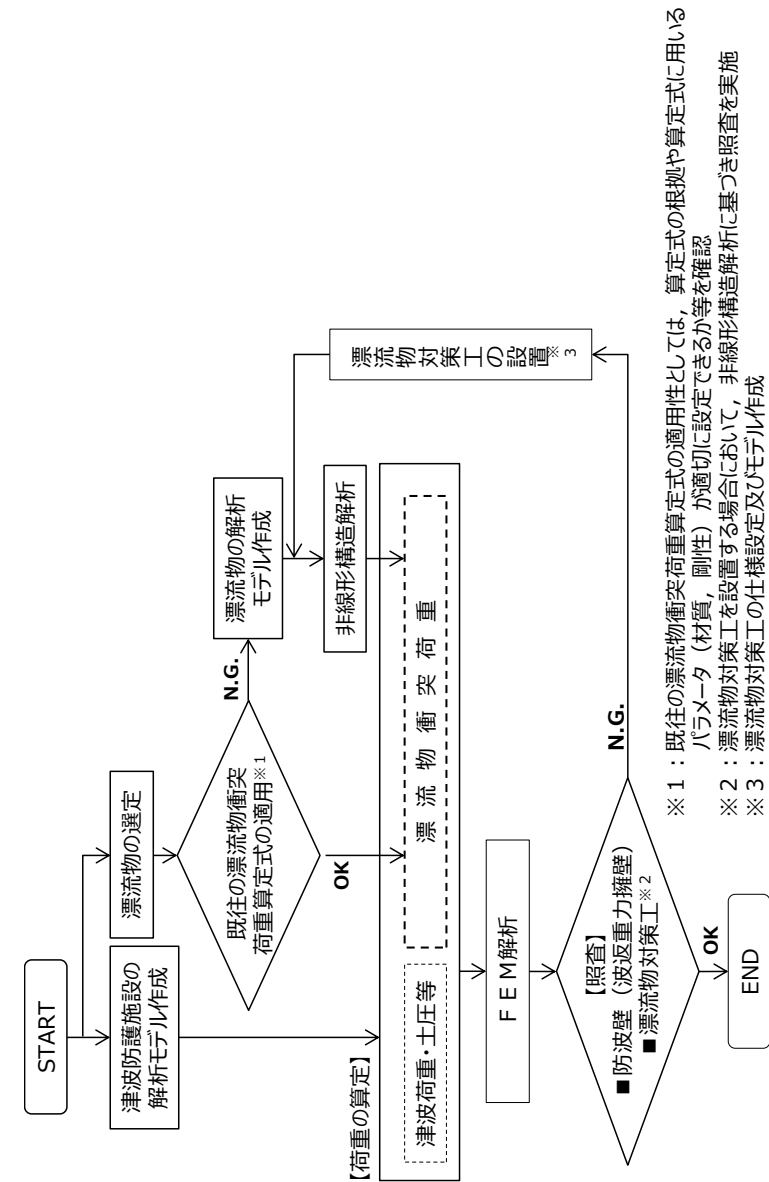 START
津波防護施設の
解析モデル作成
漂流物の選定
既往の漂流物衝突
荷重算定式の適用※1
N.G.
OK
漂流物の解析
モデル作成
非線形構造解析
漂流物対策工の設置※3
【荷重の算定】
津波荷重・土圧等
漂流物衝突荷重
ＦＥＭ解析
【照査】
■防波壁（波返重力擁壁）
■漂流物対策工※2
N.G.
OK
END
※１：既往の漂流物衝突荷重算定式の適用性としては，算定式の根拠や算定式に用いる
パラメータ（材質，剛性）が適切に設定できるか等を確認
※２：漂流物対策工を設置する場合において，非線形構造解析に基づき照査を実施
※３：漂流物対策工の仕様設定及びモデル作成